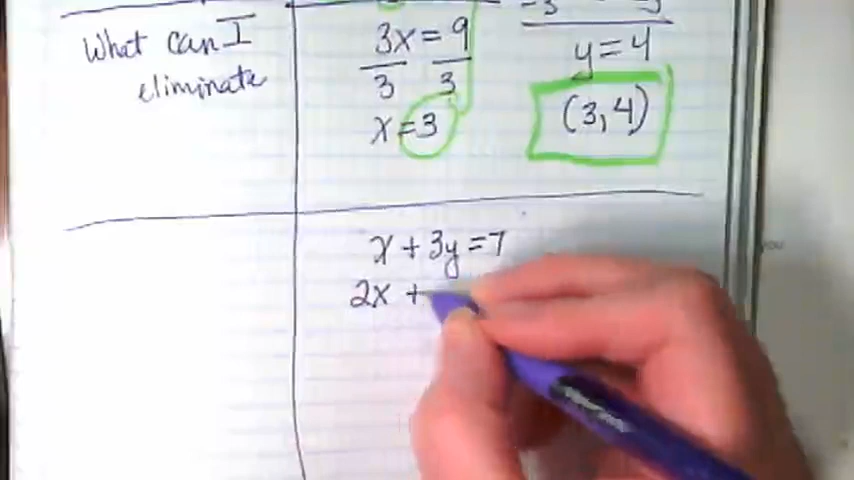 What can I
eliminate
3x = 9
3 3
x = 3
y = 4
(3, 4)
x + 3y = 7
2x +